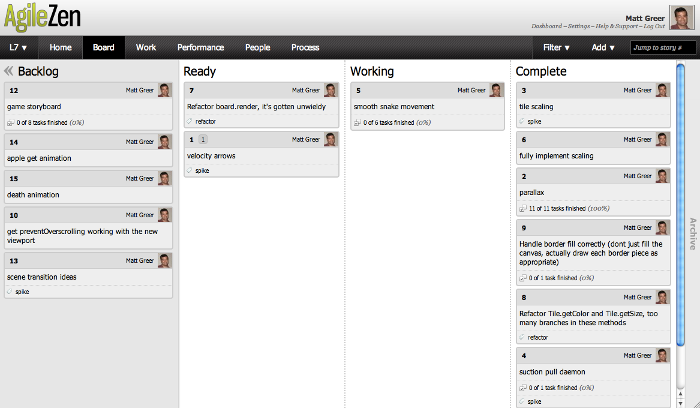 AgileZen
Matt Greer
Dashboard – Settings – Help & Support – Log Out
L7 ▾ Home Board Work Performance People Process Filter ▾ Add ▾ Jump to story #
« Backlog
12 Matt Greer
game storyboard
0 of 8 tasks finished (0%)
14 Matt Greer
apple get animation
15 Matt Greer
death animation
10 Matt Greer
get preventOverscrolling working with the new
viewport
13 Matt Greer
scene transition ideas
spike
Ready
7 Matt Greer
Refactor board.render, it's gotten unwieldy
refactor
1 1 Matt Greer
velocity arrows
spike
Working
5 Matt Greer
smooth snake movement
0 of 6 tasks finished (0%)
Complete
3 Matt Greer
tile scaling
spike
6 Matt Greer
fully implement scaling
2 Matt Greer
parallax
11 of 11 tasks finished (100%)
9 Matt Greer
Handle border fill correctly (dont just fill the
canvas, actually draw each border piece as
appropriate)
0 of 1 task finished (0%)
8 Matt Greer
Refactor Tile.getColor and Tile.getSize, too
many branches in these methods
refactor
4 Matt Greer
suction pull daemon
0 of 1 task finished (0%)
spike
Archive